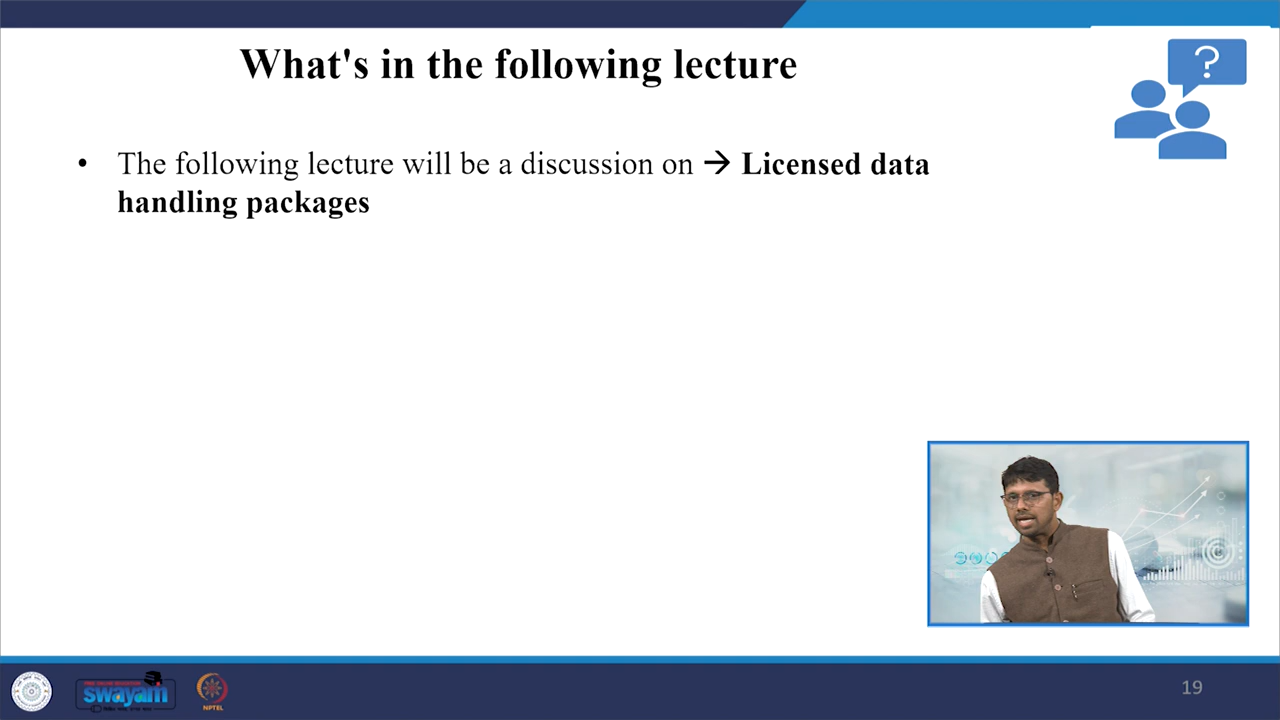 What's in the following lecture
?
• The following lecture will be a discussion on → Licensed data
handling packages
swayam
NPTEL
19